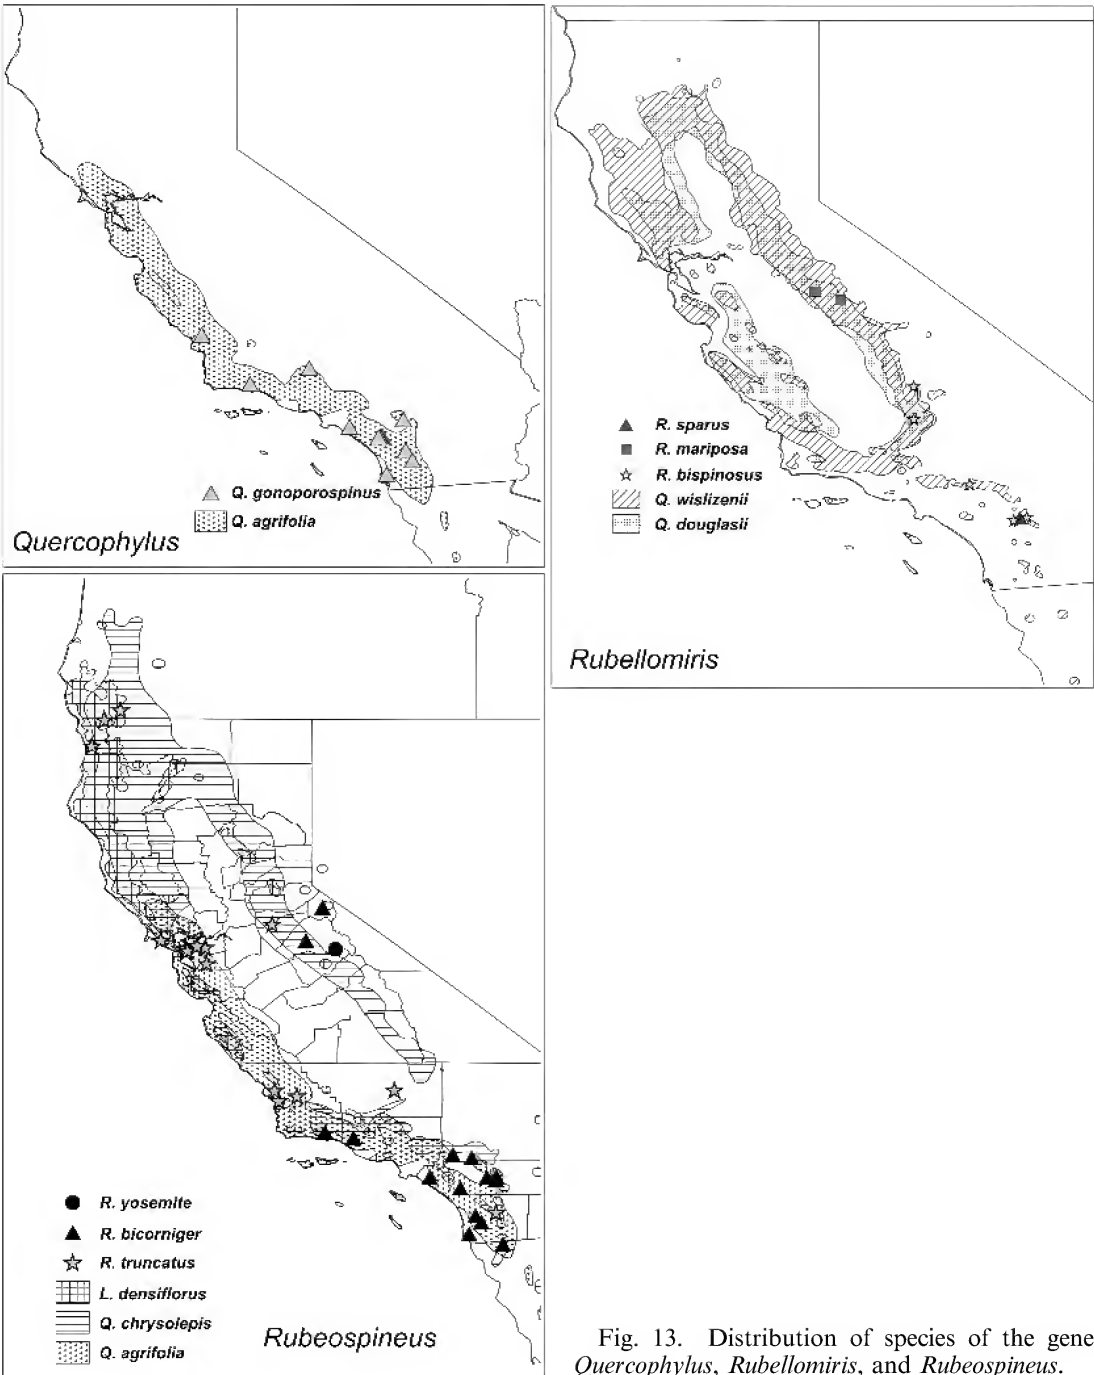 Q. gonoporospinus
Q. agrifolia
Quercophylus
R. sparus
R. mariposa
R. bispinosus
Q. wislizenii
Q. douglasii
Rubellomiris
R. yosemite
R. bicorniger
R. truncatus
L. densiflorus
Q. chrysolepis
Q. agrifolia
Rubeospineus
Fig. 13. Distribution of species of the gene
Quercophylus, Rubellomiris, and Rubeospineus.